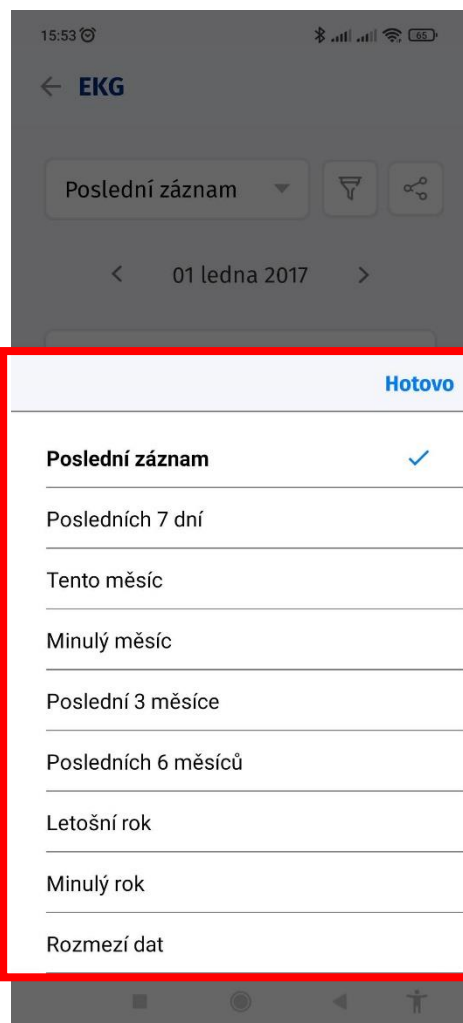 15:53
65
EKG
Poslední záznam
01 ledna 2017
Hotovo
Poslední záznam
Posledních 7 dní
Tento měsíc
Minulý měsíc
Poslední 3 měsíce
Posledních 6 měsíců
Letošní rok
Minulý rok
Rozmezí dat